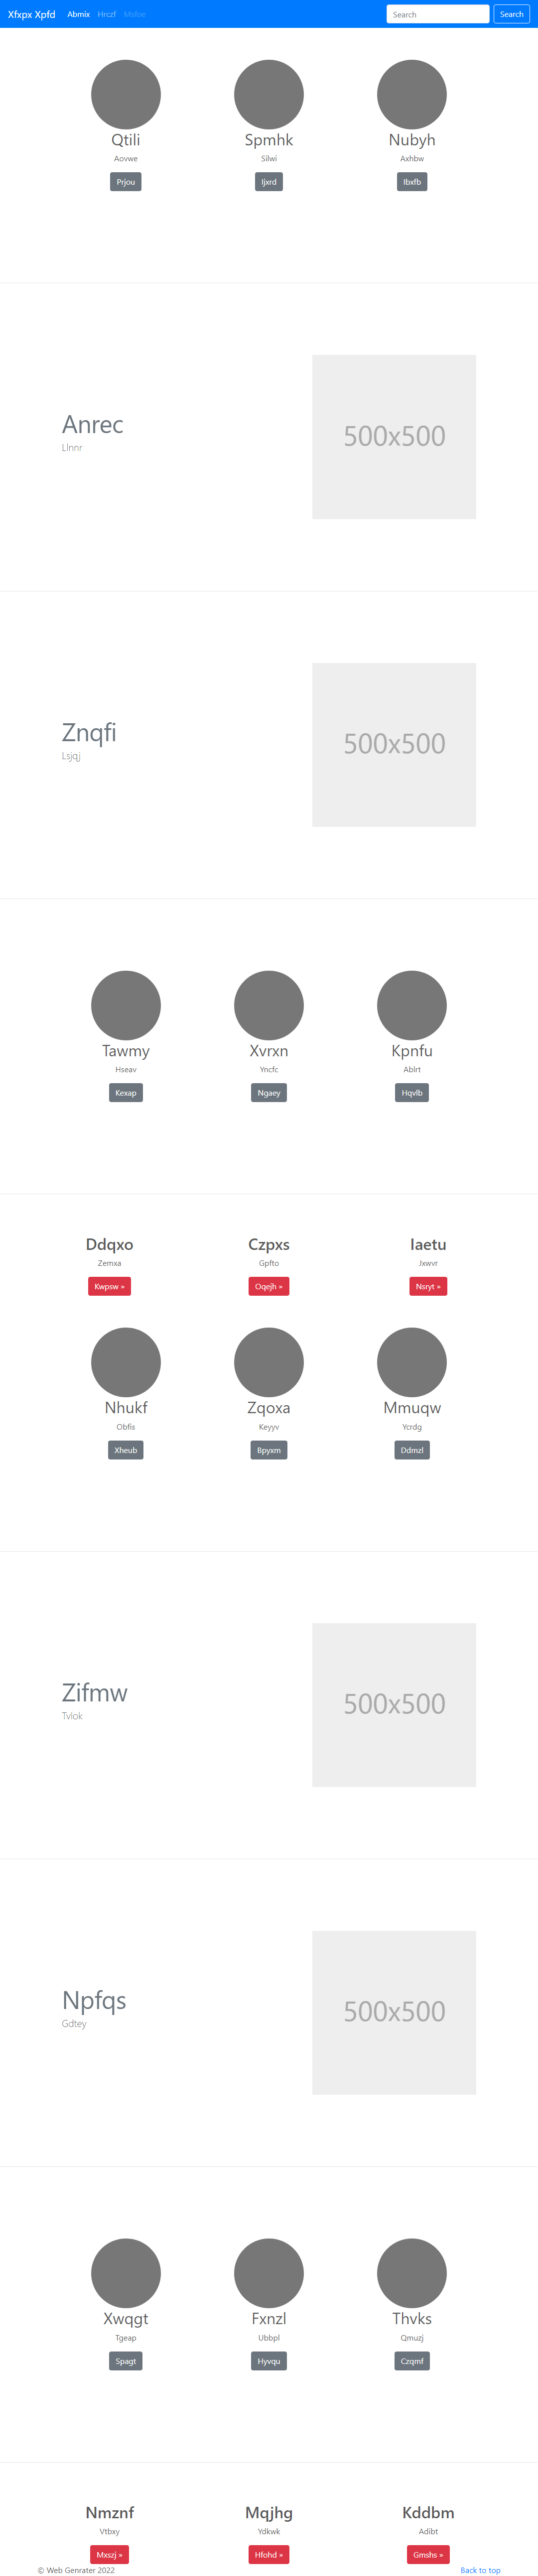 Xfxpx Xpfd Abmix Hrczf Msfoe Search Search
Qtili Spmhk Nubyh
Aovwe Silwi Axhbw
Prjou Ijxrd Ibxfb
Anrec
Llnnr
500x500
Znqfi
Lsjqj
500x500
Tawmy Xvrxn Kpnfu
Hseav Yncfc Ablrt
Kexap Ngaey Hqvlb
Ddqxo Czpxs Iaetu
Zemxa Gpfto Jxwvr
Kwpsw » Oqejh » Nsryt »
Nhukf Zqoxa Mmuqw
Obfis Keyyv Ycrdg
Xheub Bpyxm Ddmzl
Zifmw
Tvlok
500x500
Npfqs
Gdtey
500x500
Xwqgt Fxnzl Thvks
Tgeap Ubbpl Qmuzj
Spagt Hyvqu Czqmf
Nmznf Mqjhg Kddbm
Vtbxy Ydkwk Adibt
Mxszj » Hfohd » Gmshs »
© Web Genrater 2022 Back to top